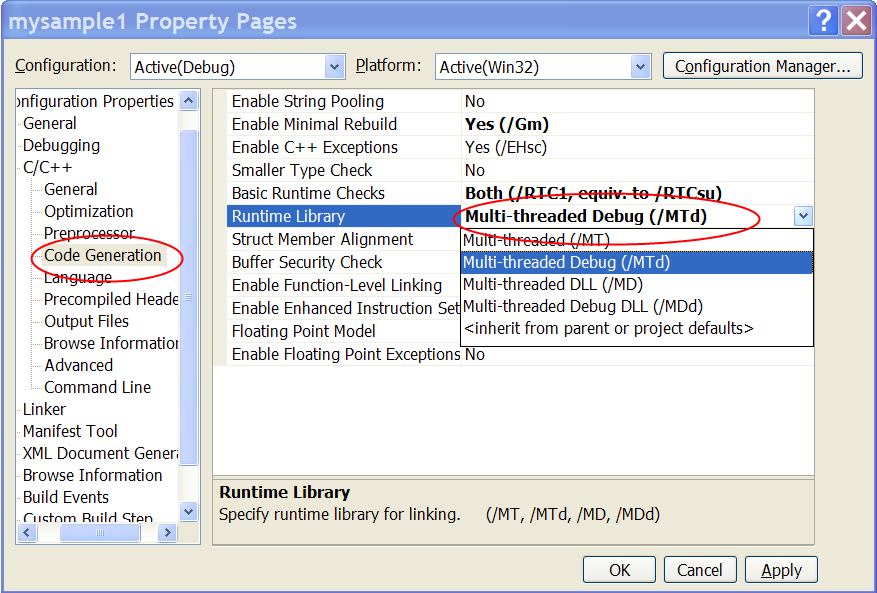 mysample1 Property Pages
Configuration: Active(Debug) Platform: Active(Win32) Configuration Manager...
onfiguration Properties
General
Debugging
C/C++
General
Optimization
Preprocessor
Code Generation
Language
Precompiled Heade
Output Files
Browse Information
Advanced
Command Line
Linker
Manifest Tool
XML Document Genera
Browse Information
Build Events
Custom Build Step
Enable String Pooling No
Enable Minimal Rebuild Yes (/Gm)
Enable C++ Exceptions Yes (/EHsc)
Smaller Type Check No
Basic Runtime Checks Both (/RTC1, equiv. to /RTCsu)
Runtime Library Multi-threaded Debug (/MTd)
Struct Member Alignment
Buffer Security Check
Enable Function-Level Linking
Enable Enhanced Instruction Set
Floating Point Model
Enable Floating Point Exceptions No
Multi-threaded (/MT)
Multi-threaded Debug (/MTd)
Multi-threaded DLL (/MD)
Multi-threaded Debug DLL (/MDd)
<inherit from parent or project defaults>
Runtime Library
Specify runtime library for linking. (/MT, /MTd, /MD, /MDd)
OK Cancel Apply